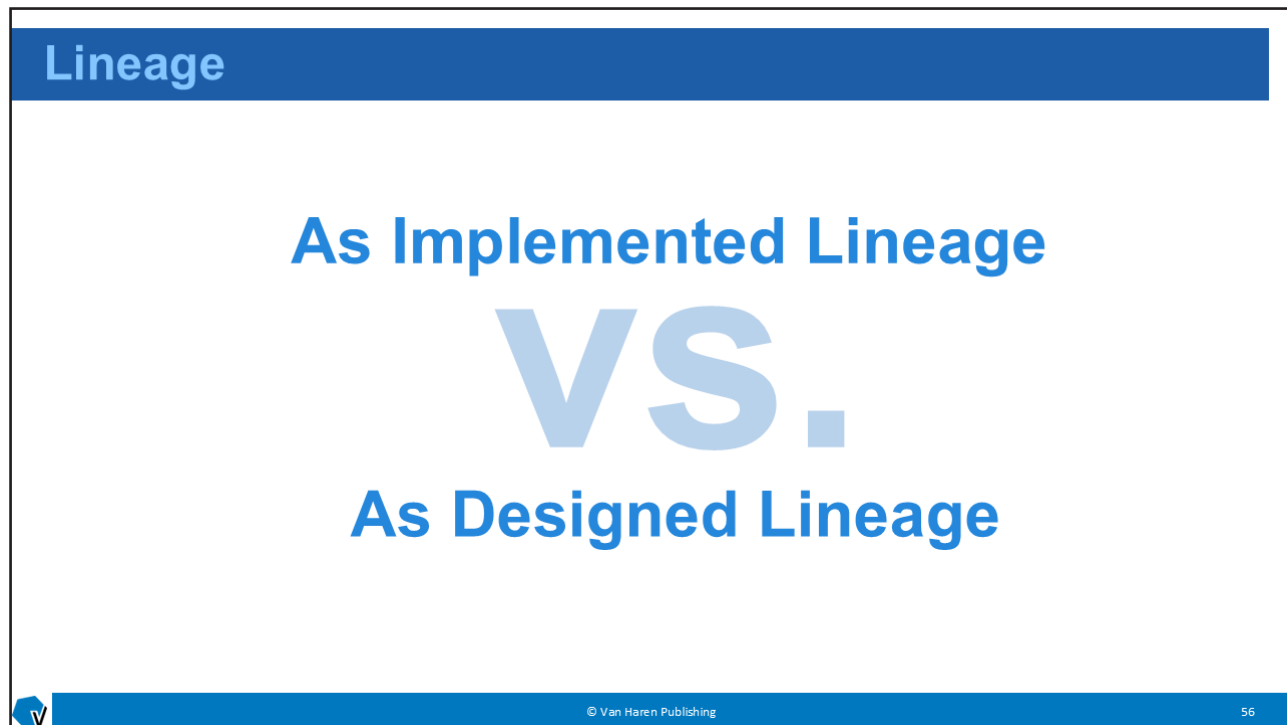 Lineage
As Implemented Lineage
vs.
As Designed Lineage
© Van Haren Publishing
56